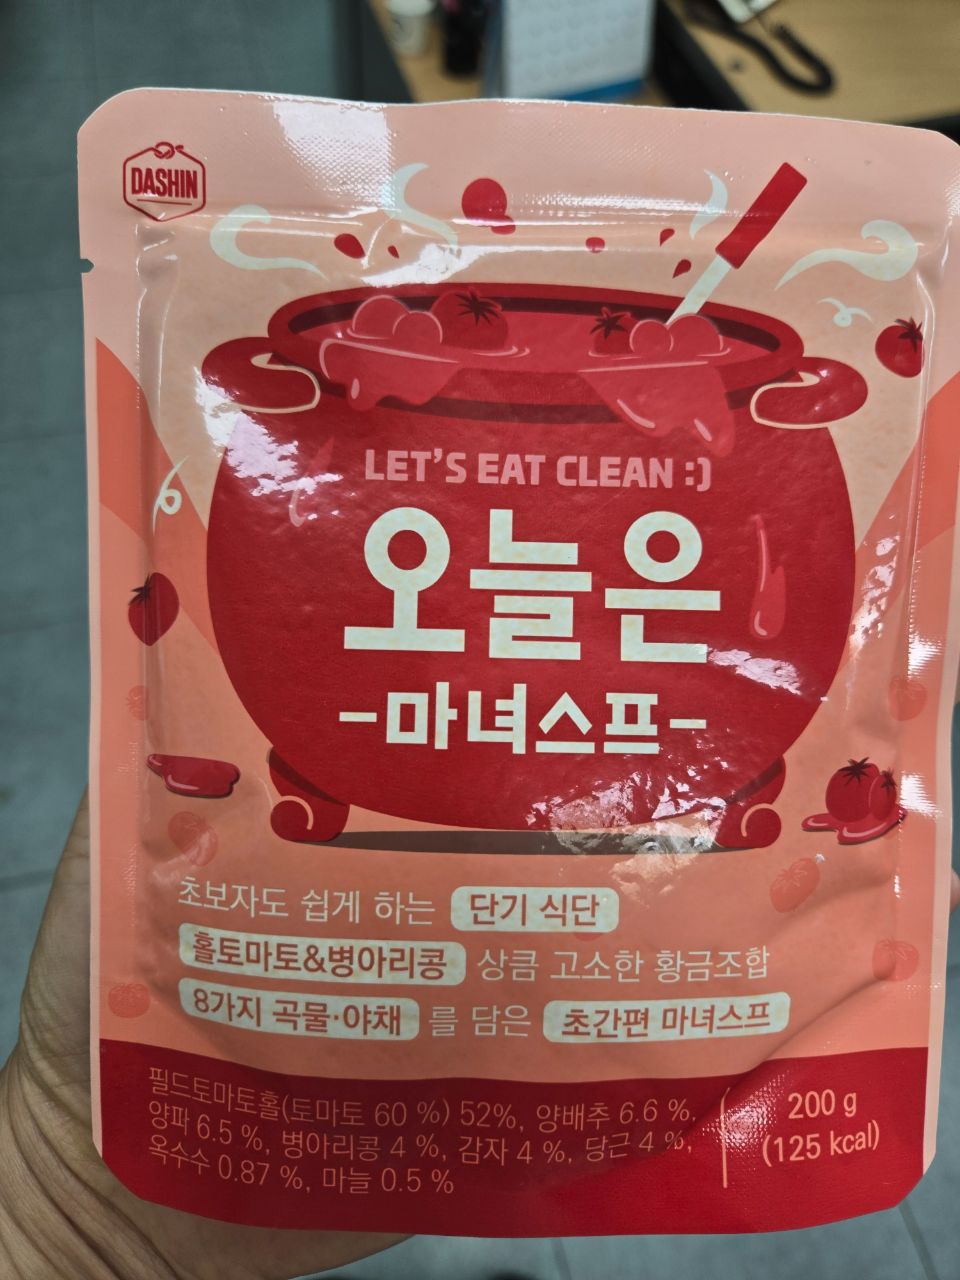 DASHIN
LET'S EAT CLEAN :)
오늘은
-마녀스프-
초보자도 쉽게 하는 단기 식단
홀토마토&병아리콩 상큼 고소한 황금조합
8가지 곡물·야채 를 담은 초간편 마녀스프
필드토마토홀(토마토 60 %) 52%, 양배추 6.6 %,
양파 6.5 %, 병아리콩 4 %, 감자 4 %, 당근 4 %,
옥수수 0.87 %, 마늘 0.5 %
200 g
(125 kcal)